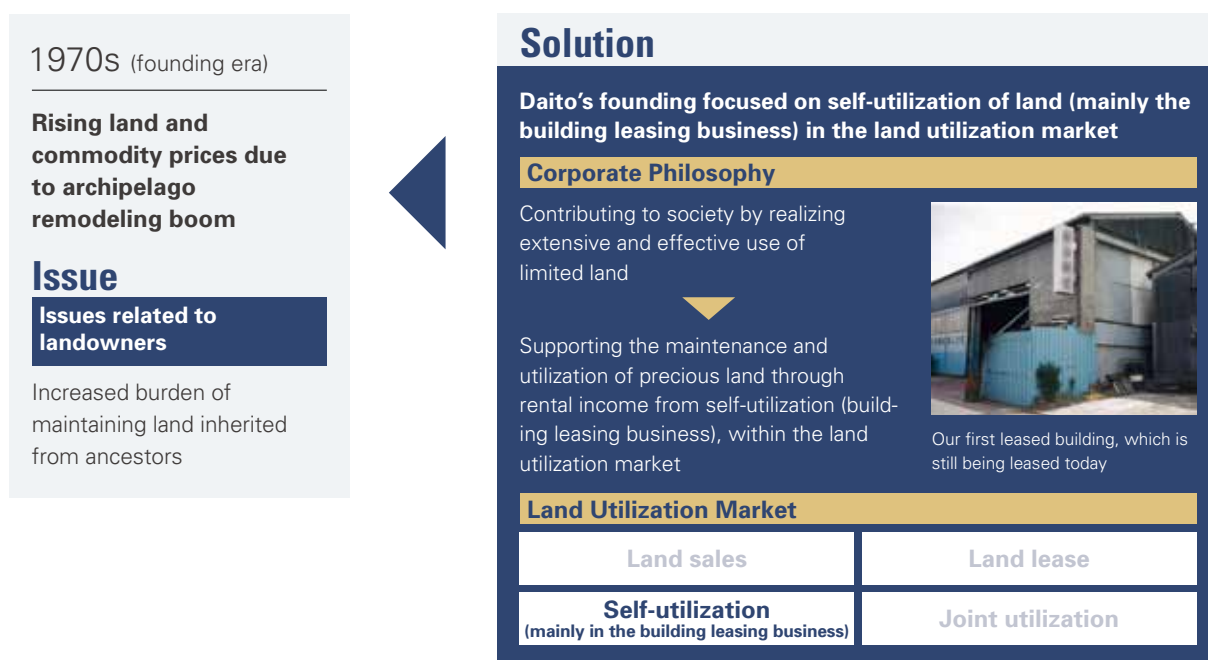 1970s (founding era)
Rising land and
commodity prices due
to archipelago
remodeling boom
Issue
Issues related to
landowners
Increased burden of
maintaining land inherited
from ancestors
Solution
Daito's founding focused on self-utilization of land (mainly the
building leasing business) in the land utilization market
Corporate Philosophy
Contributing to society by realizing
extensive and effective use of
limited land
Supporting the maintenance and
utilization of precious land through
rental income from self-utilization (build-
ing leasing business), within the land
utilization market
Our first leased building, which is
still being leased today
Land Utilization Market
Land sales
Land lease
Self-utilization
(mainly in the building leasing business)
Joint utilization